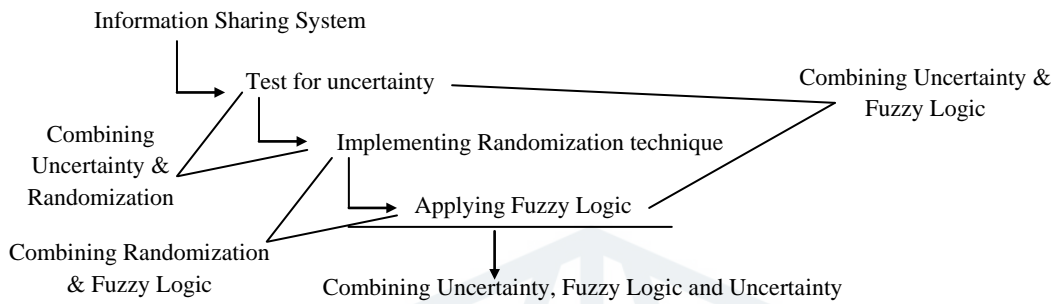 Information Sharing System
Test for uncertainty
Combining Uncertainty &
Fuzzy Logic
Combining
Uncertainty &
Randomization
Implementing Randomization technique
Applying Fuzzy Logic
Combining Randomization
& Fuzzy Logic
Combining Uncertainty, Fuzzy Logic and Uncertainty